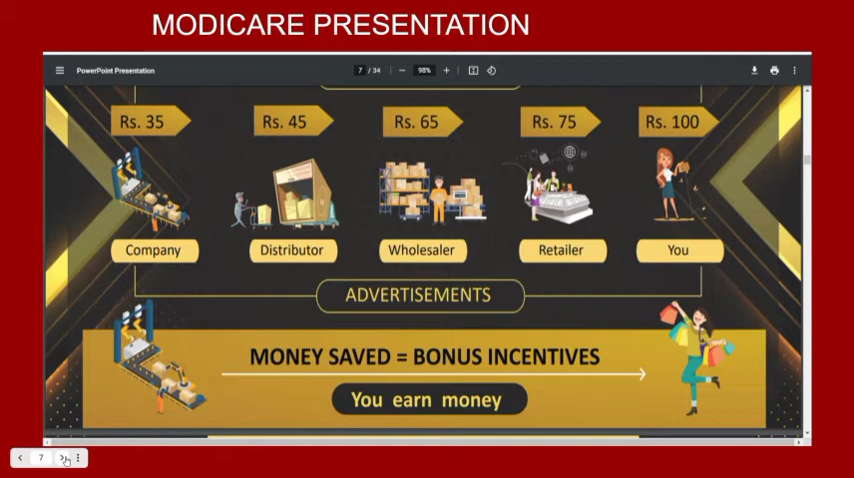 MODICARE PRESENTATION
PowerPoint Presentation
7 / 34
98%
Rs. 35
Rs. 45
Rs. 65
Rs. 75
Rs. 100
Company
Distributor
Wholesaler
Retailer
You
ADVERTISEMENTS
MONEY SAVED = BONUS INCENTIVES
You earn money
7